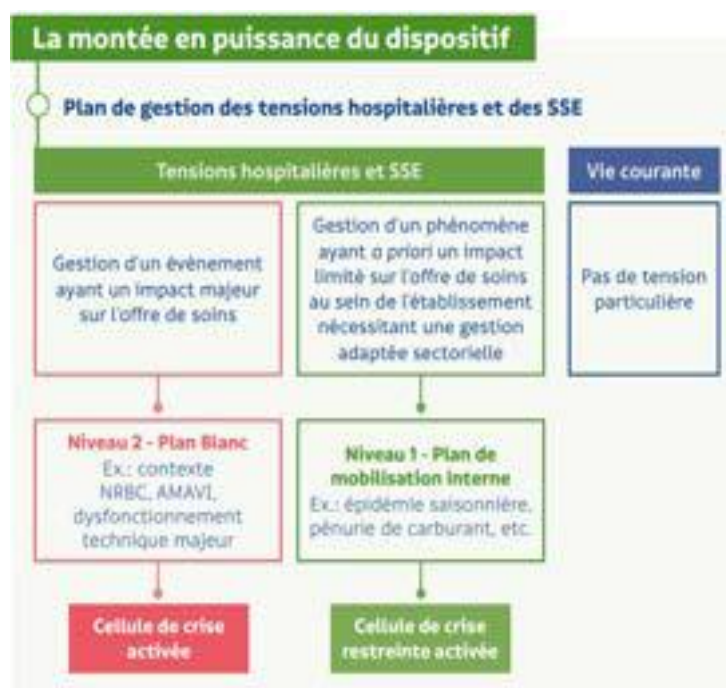 La montée en puissance du dispositif
Plan de gestion des tensions hospitalières et des SSE
Tensions hospitalières et SSE
Vie courante
Gestion d'un évènement
ayant un impact majeur
sur l'offre de soins
Gestion d'un phénomène
ayant a priori un impact
limité sur l'offre de soins
au sein de l'établissement
nécessitant une gestion
adaptée sectorielle
Pas de tension
particulière
Niveau 2 - Plan Blanc
Ex.: contexte
NRBC, AMAVI,
dysfonctionnement
technique majeur
Niveau 1 - Plan de
mobilisation interne
Ex.: épidémie saisonnière,
pénurie de carburant, etc.
Cellule de crise
activée
Cellule de crise
restreinte activée